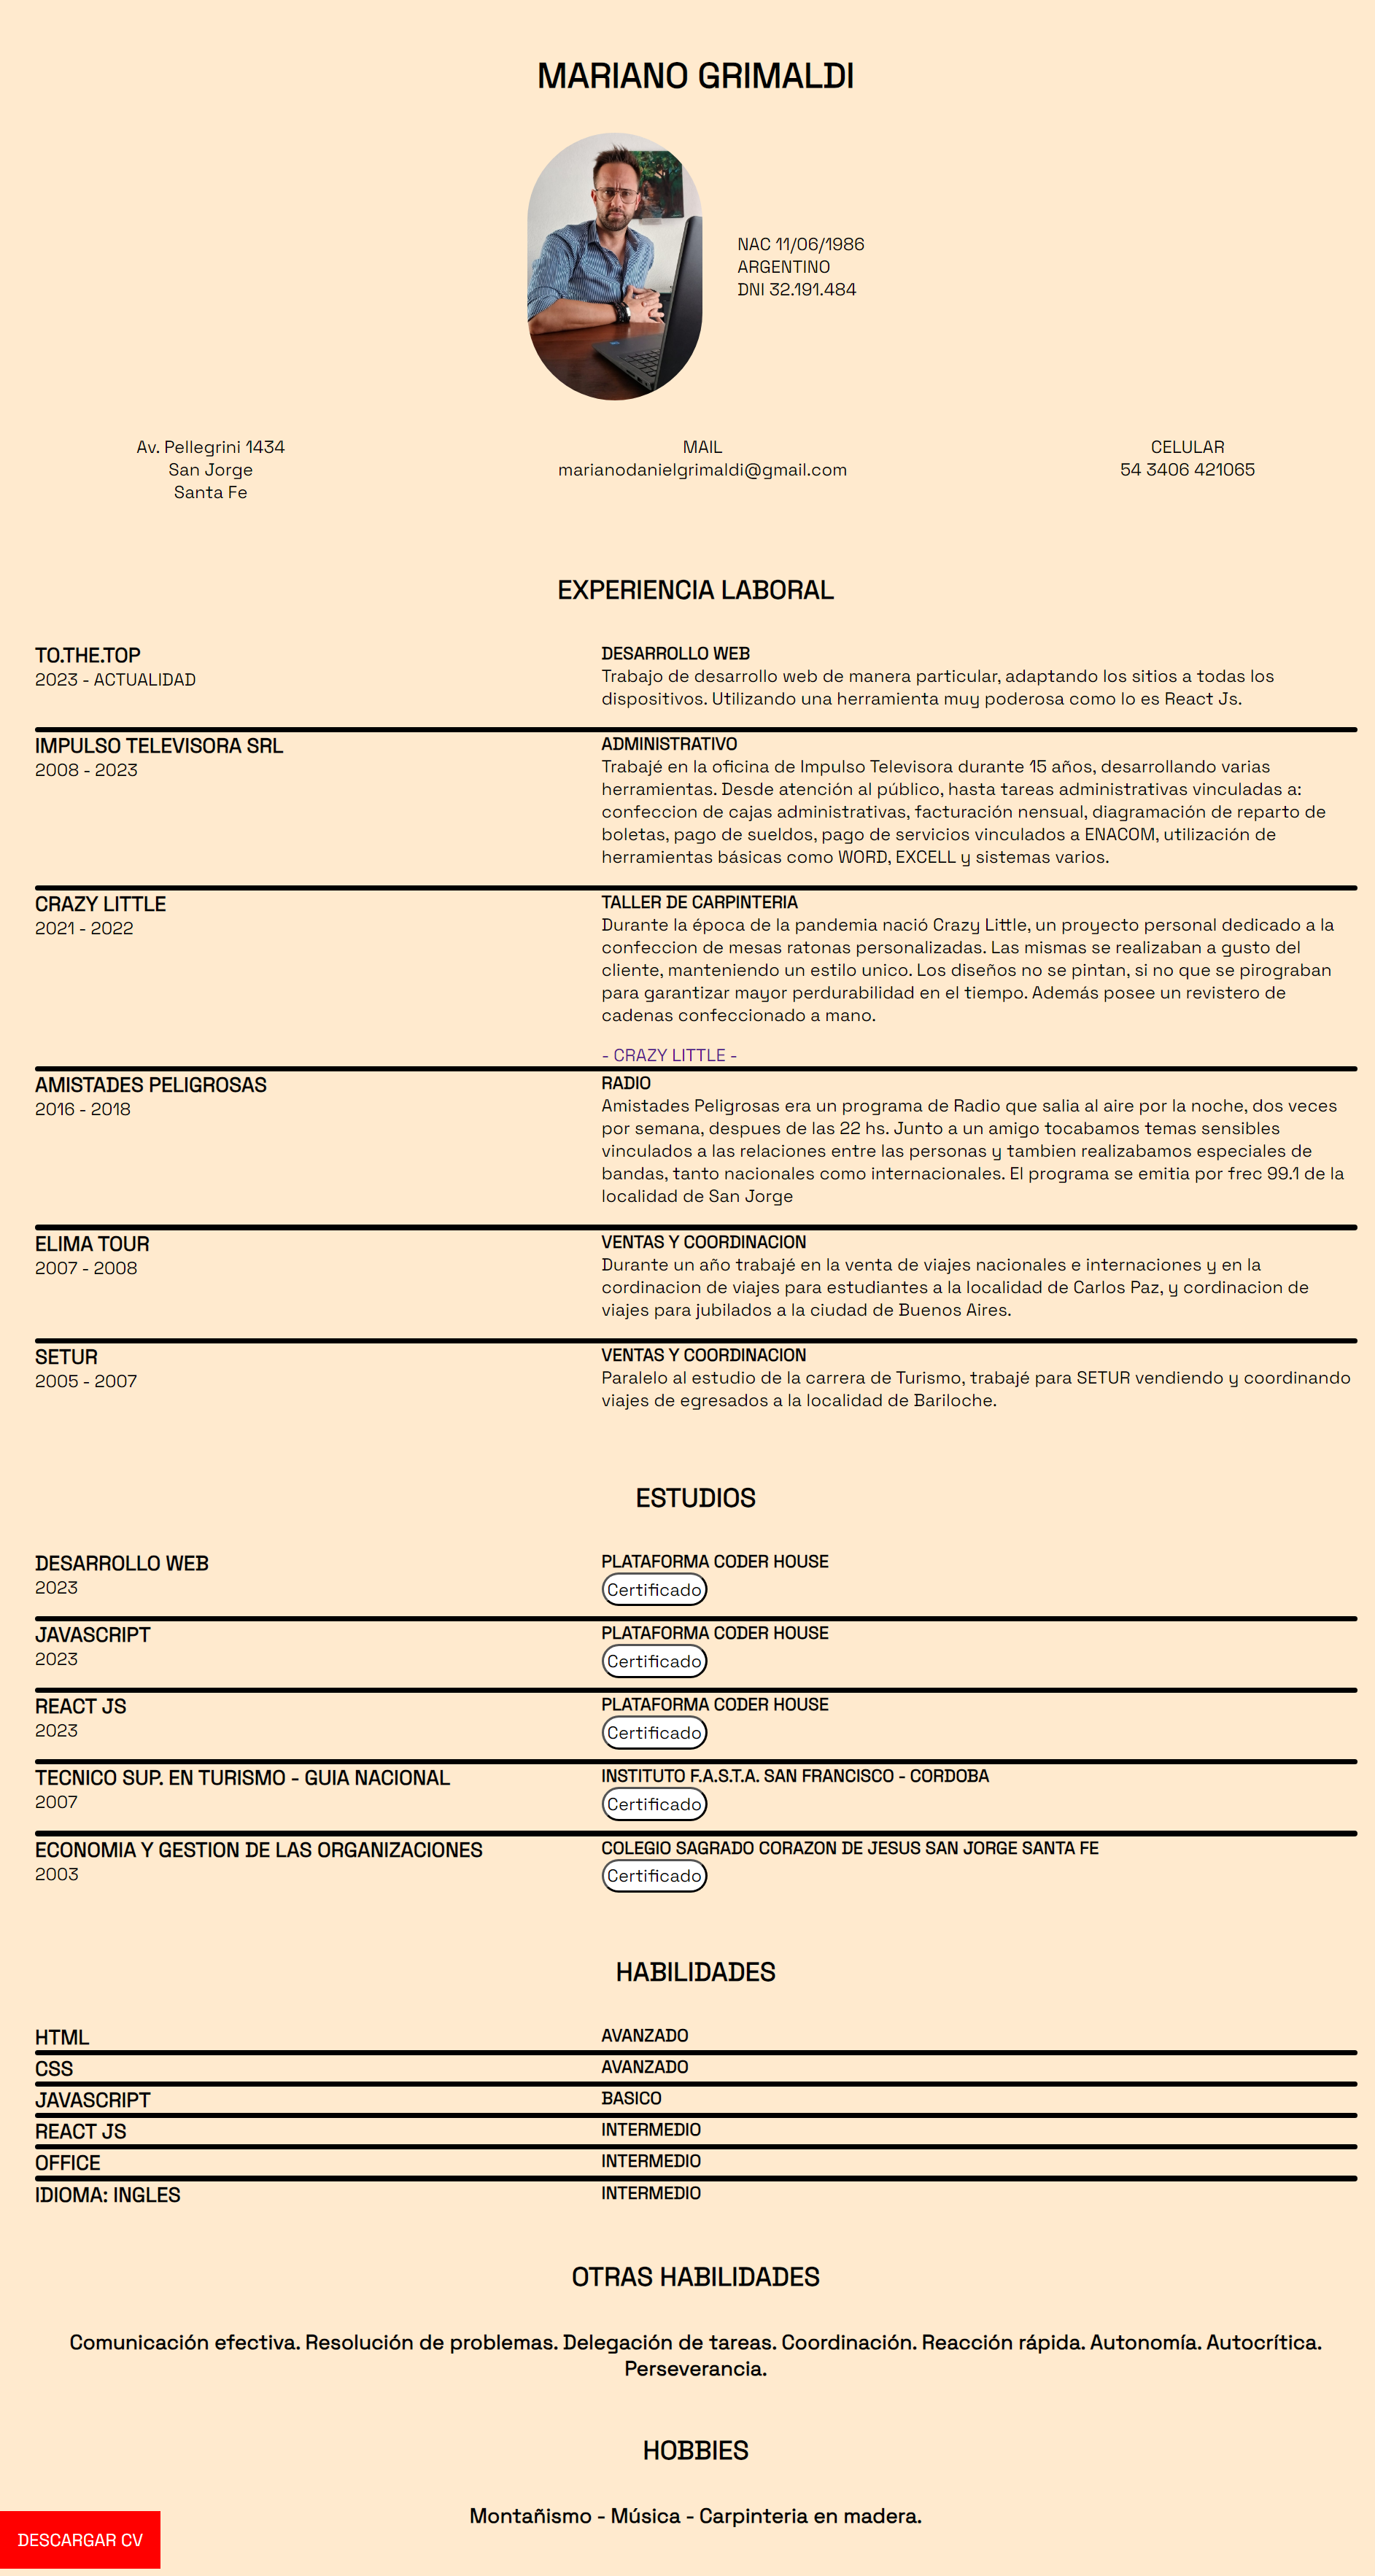 MARIANO GRIMALDI
NAC 11/06/1986
ARGENTINO
DNI 32.191.484
Av. Pellegrini 1434
San Jorge
Santa Fe
MAIL
marianodanielgrimaldi@gmail.com
CELULAR
54 3406 421065
EXPERIENCIA LABORAL
TO.THE.TOP
2023 - ACTUALIDAD
DESARROLLO WEB
Trabajo de desarrollo web de manera particular, adaptando los sitios a todas los
dispositivos. Utilizando una herramienta muy poderosa como lo es React Js.
IMPULSO TELEVISORA SRL
2008 - 2023
ADMINISTRATIVO
Trabajé en la oficina de Impulso Televisora durante 15 años, desarrollando varias
herramientas. Desde atención al público, hasta tareas administrativas vinculadas a:
confeccion de cajas administrativas, facturación nensual, diagramación de reparto de
boletas, pago de sueldos, pago de servicios vinculados a ENACOM, utilización de
herramientas básicas como WORD, EXCELL y sistemas varios.
CRAZY LITTLE
2021 - 2022
TALLER DE CARPINTERIA
Durante la época de la pandemia nació Crazy Little, un proyecto personal dedicado a la
confeccion de mesas ratonas personalizadas. Las mismas se realizaban a gusto del
cliente, manteniendo un estilo unico. Los diseños no se pintan, si no que se pirograban
para garantizar mayor perdurabilidad en el tiempo. Además posee un revistero de
cadenas confeccionado a mano.
- CRAZY LITTLE -
AMISTADES PELIGROSAS
2016 - 2018
RADIO
Amistades Peligrosas era un programa de Radio que salia al aire por la noche, dos veces
por semana, despues de las 22 hs. Junto a un amigo tocabamos temas sensibles
vinculados a las relaciones entre las personas y tambien realizabamos especiales de
bandas, tanto nacionales como internacionales. El programa se emitia por frec 99.1 de la
localidad de San Jorge
ELIMA TOUR
2007 - 2008
VENTAS Y COORDINACION
Durante un año trabajé en la venta de viajes nacionales e internaciones y en la
cordinacion de viajes para estudiantes a la localidad de Carlos Paz, y cordinacion de
viajes para jubilados a la ciudad de Buenos Aires.
SETUR
2005 - 2007
VENTAS Y COORDINACION
Paralelo al estudio de la carrera de Turismo, trabajé para SETUR vendiendo y coordinando
viajes de egresados a la localidad de Bariloche.
ESTUDIOS
DESARROLLO WEB
2023
PLATAFORMA CODER HOUSE
Certificado
JAVASCRIPT
2023
PLATAFORMA CODER HOUSE
Certificado
REACT JS
2023
PLATAFORMA CODER HOUSE
Certificado
TECNICO SUP. EN TURISMO - GUIA NACIONAL
2007
INSTITUTO F.A.S.T.A. SAN FRANCISCO - CORDOBA
Certificado
ECONOMIA Y GESTION DE LAS ORGANIZACIONES
2003
COLEGIO SAGRADO CORAZON DE JESUS SAN JORGE SANTA FE
Certificado
HABILIDADES
HTML
AVANZADO
CSS
AVANZADO
JAVASCRIPT
BASICO
REACT JS
INTERMEDIO
OFFICE
INTERMEDIO
IDIOMA: INGLES
INTERMEDIO
OTRAS HABILIDADES
Comunicación efectiva. Resolución de problemas. Delegación de tareas. Coordinación. Reacción rápida. Autonomía. Autocrítica.
Perseverancia.
HOBBIES
Montañismo - Música - Carpinteria en madera.
DESCARGAR CV